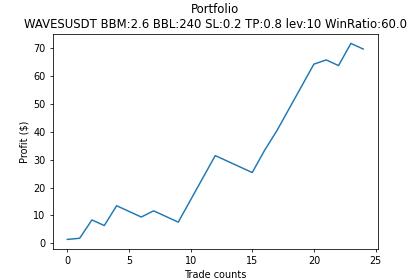 Portfolio
WAVESUSDT BBM:2.6 BBL:240 SL:0.2 TP:0.8 lev:10 WinRatio:60.0
70
60
50
40
30
20
10
0
Profit ($)
0 5 10 15 20 25
Trade counts